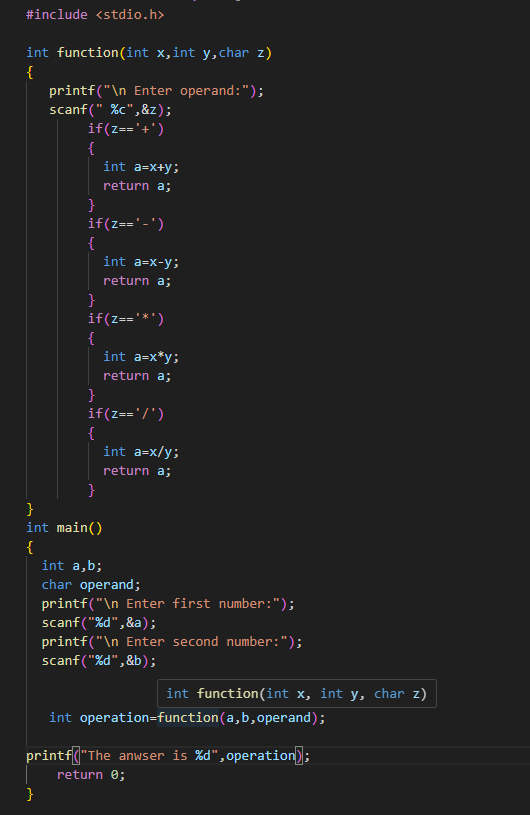 #include <stdio.h>
int function(int x,int y,char z)
{
printf("\n Enter operand:");
scanf(" %c",&z);
if(z=='+')
{
int a=x+y;
return a;
}
if(z=='-')
{
int a=x-y;
return a;
}
if(z=='*')
{
int a=x*y;
return a;
}
if(z=='/')
{
int a=x/y;
return a;
}
}
int main()
{
int a,b;
char operand;
printf("\n Enter first number:");
scanf("%d",&a);
printf("\n Enter second number:");
scanf("%d",&b);
int function(int x, int y, char z)
int operation=function(a,b,operand);
printf("The anwser is %d",operation);
return 0;
}